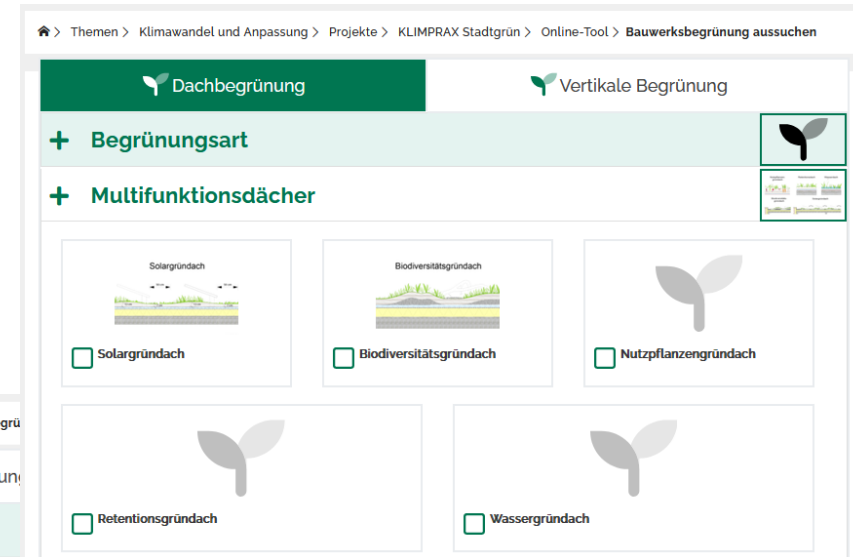 > Themen > Klimawandel und Anpassung > Projekte > KLIMPRAX Stadtgrün > Online-Tool > Bauwerksbegrünung aussuchen
Dachbegrünung
Vertikale Begrünung
+ Begrünungsart
+ Multifunktionsdächer
Solargründach
Biodiversitätsgründach
Solargründach
Biodiversitätsgründach
Nutzpflanzengründach
Retentionsgründach
Wassergründach